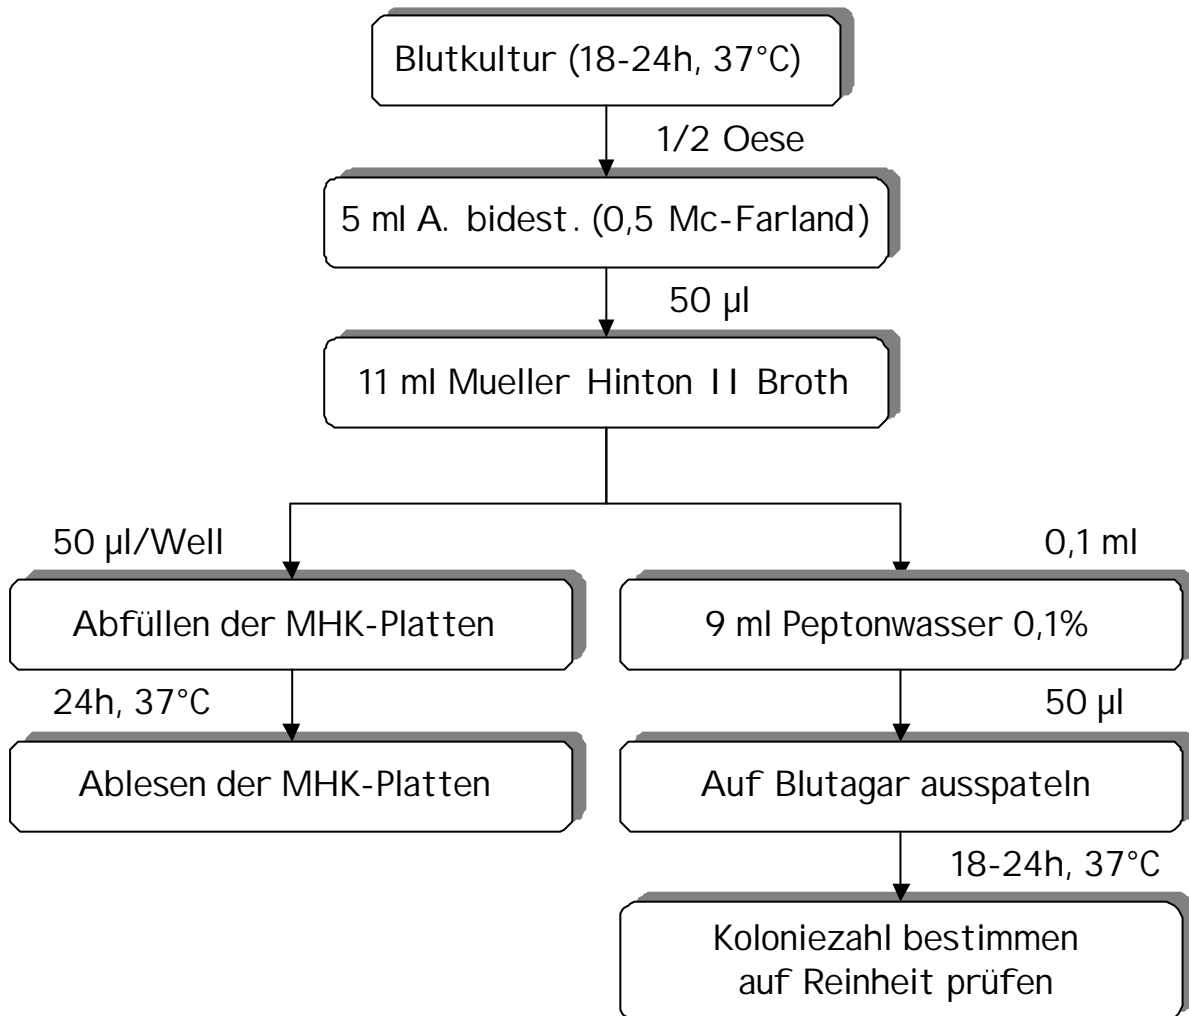 Blutkultur (18-24h, 37°C)
1/2 Oese
5 ml A. bidest. (0,5 Mc-Farland)
50 µl
11 ml Mueller Hinton II Broth
50 µl/Well
0,1 ml
Abfüllen der MHK-Platten
9 ml Peptonwasser 0,1%
24h, 37°C
50 µl
Ablesen der MHK-Platten
Auf Blutagar ausspateln
18-24h, 37°C
Koloniezahl bestimmen
auf Reinheit prüfen